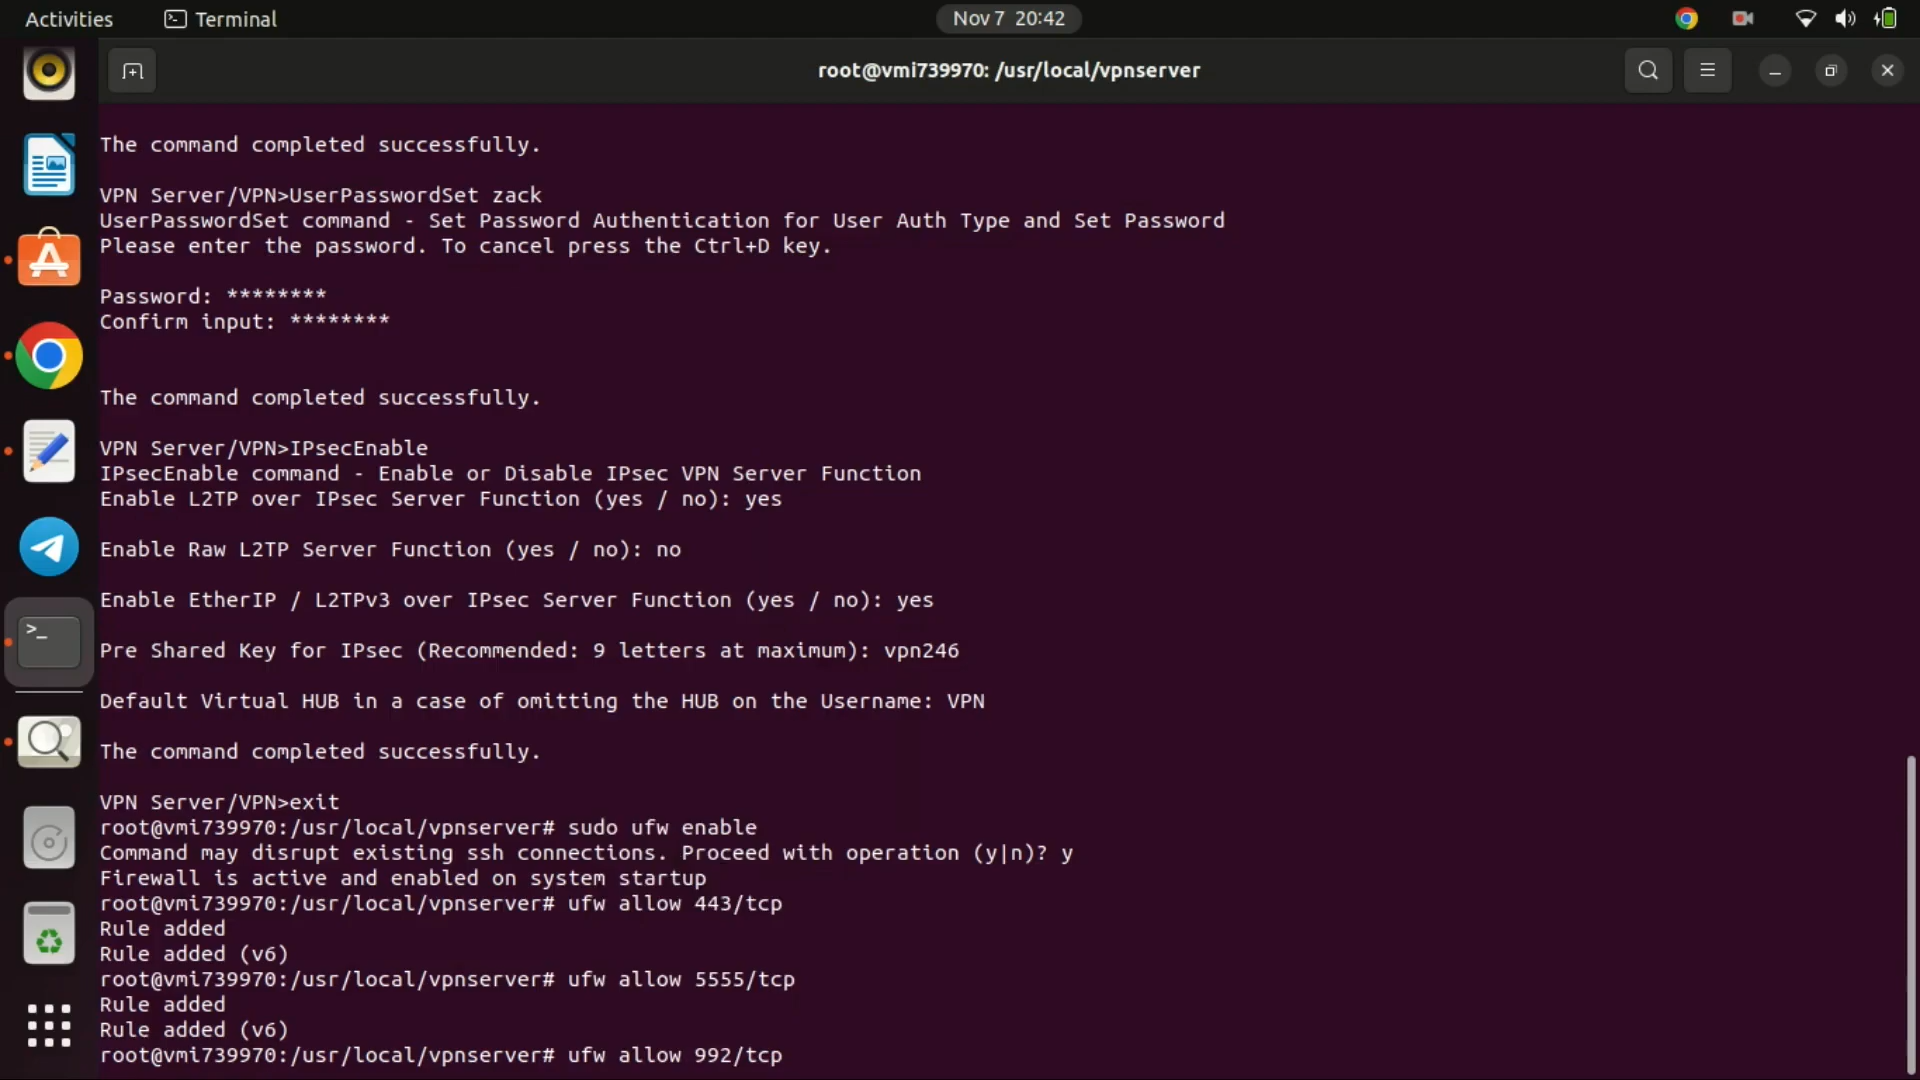 Activities
Terminal
Nov 7 20:42
root@vmi739970: /usr/local/vpnserver
The command completed successfully.
VPN Server/VPN>UserPasswordSet zack
UserPasswordSet command - Set Password Authentication for User Auth Type and Set Password
Please enter the password. To cancel press the Ctrl+D key.
Password: ********
Confirm input: ********
The command completed successfully.
VPN Server/VPN>IPsecEnable
IPsecEnable command - Enable or Disable IPsec VPN Server Function
Enable L2TP over IPsec Server Function (yes / no): yes
Enable Raw L2TP Server Function (yes / no): no
Enable EtherIP / L2TPv3 over IPsec Server Function (yes / no): yes
Pre Shared Key for IPsec (Recommended: 9 letters at maximum): vpn246
Default Virtual HUB in a case of omitting the HUB on the Username: VPN
The command completed successfully.
VPN Server/VPN>exit
root@vmi739970:/usr/local/vpnserver# sudo ufw enable
Command may disrupt existing ssh connections. Proceed with operation (y|n)? y
Firewall is active and enabled on system startup
root@vmi739970:/usr/local/vpnserver# ufw allow 443/tcp
Rule added
Rule added (v6)
root@vmi739970:/usr/local/vpnserver# ufw allow 5555/tcp
Rule added
Rule added (v6)
root@vmi739970:/usr/local/vpnserver# ufw allow 992/tcp